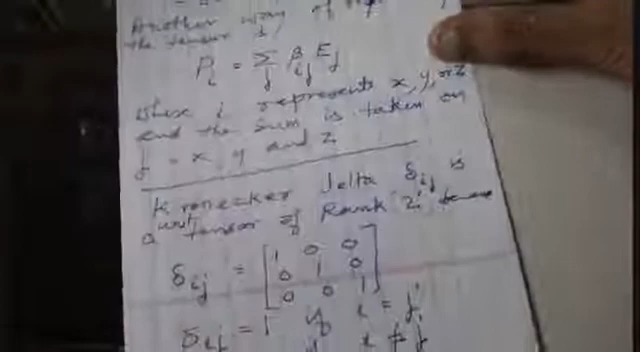 Another way of
the tensor is
P_i = Σ_j β_ij E_j
where i represents x, y, or z
and the sum is taken on
j = x, y and z
Kronecker delta δ_ij is
a unit tensor of Rank 2
δ_ij = [1 0 0
0 1 0
0 0 1]
δ_ij = 1 if i = j
i ≠ j